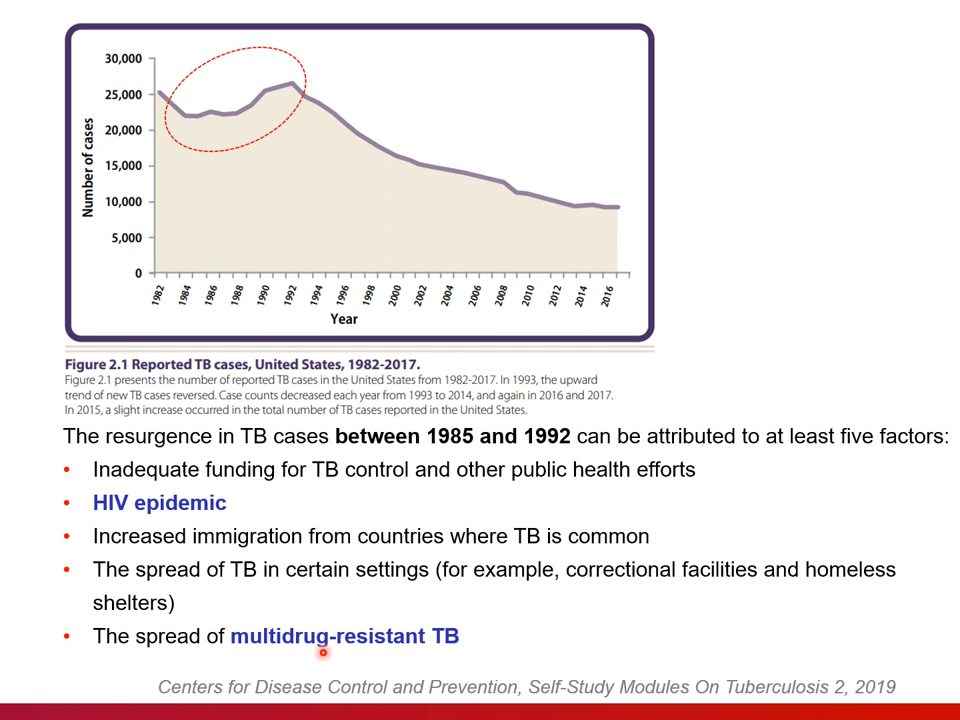 30,000
25,000
20,000
15,000
10,000
5,000
0
Number of cases
1982
1984
1986
1988
1990
1992
1994
1996
1998
2000
2002
2004
2006
2008
2010
2012
2014
2016
Year
Figure 2.1 Reported TB cases, United States, 1982-2017.
Figure 2.1 presents the number of reported TB cases in the United States from 1982-2017. In 1993, the upward
trend of new TB cases reversed. Case counts decreased each year from 1993 to 2014, and again in 2016 and 2017.
In 2015, a slight increase occurred in the total number of TB cases reported in the United States.
The resurgence in TB cases between 1985 and 1992 can be attributed to at least five factors:
• Inadequate funding for TB control and other public health efforts
• HIV epidemic
• Increased immigration from countries where TB is common
• The spread of TB in certain settings (for example, correctional facilities and homeless
shelters)
• The spread of multidrug-resistant TB
Centers for Disease Control and Prevention, Self-Study Modules On Tuberculosis 2, 2019